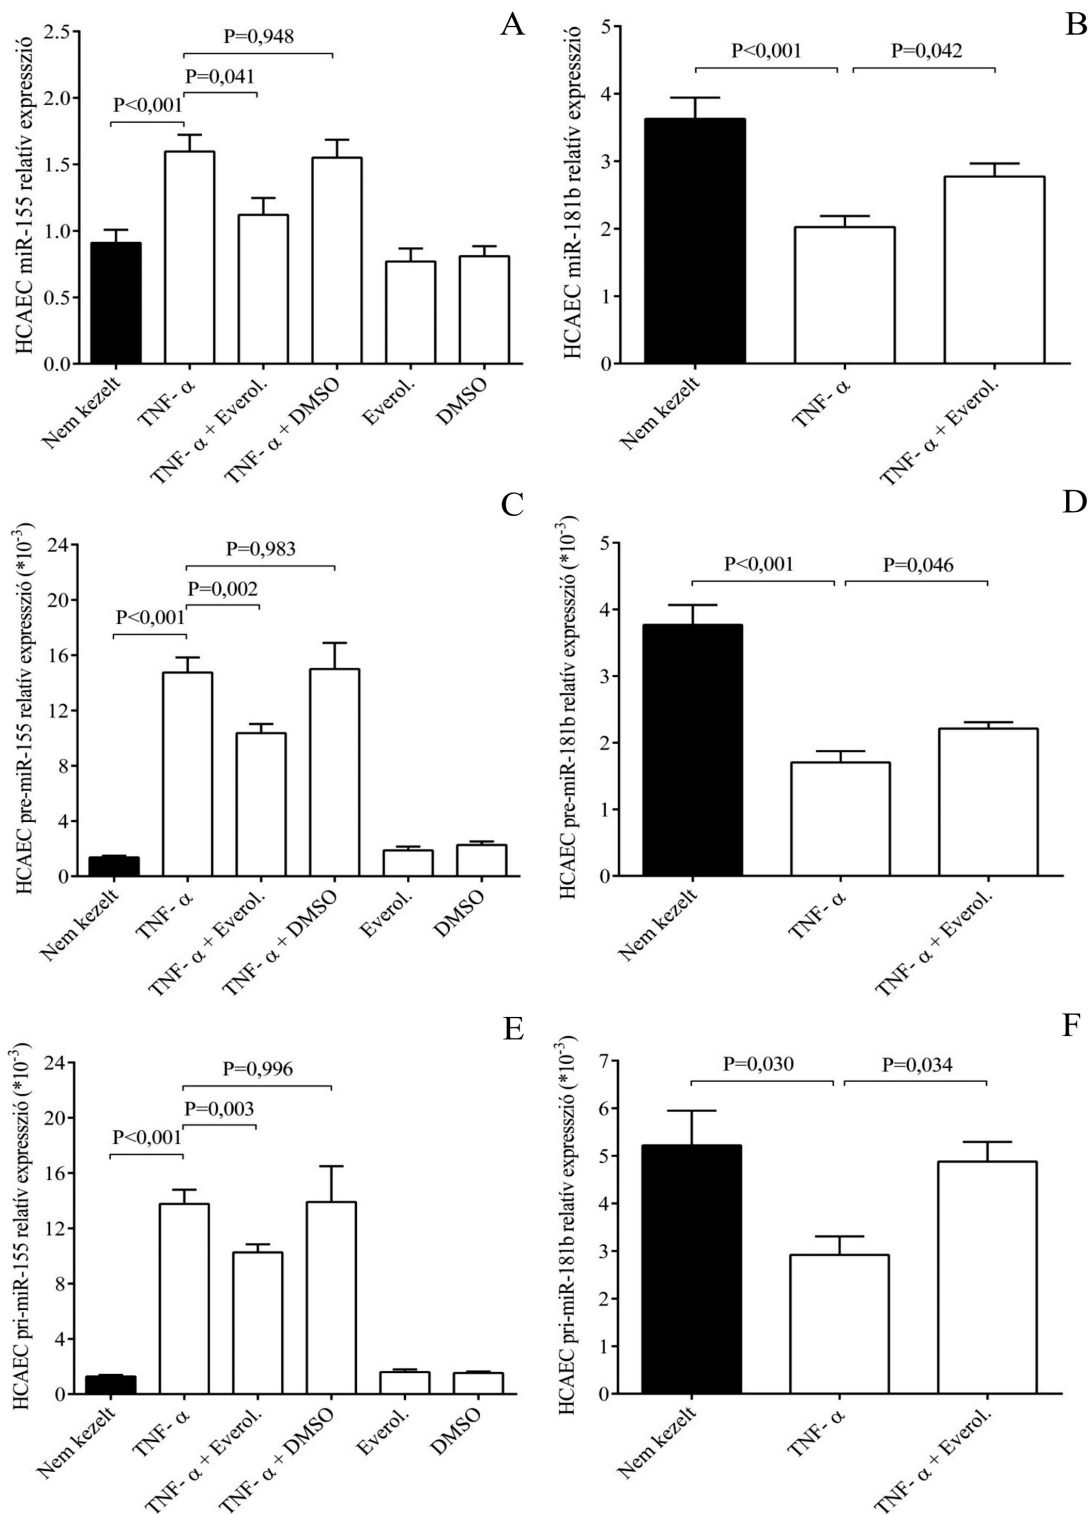 A
HCAEC miR-155 relatív expresszió
2.5
2.0
1.5
1.0
0.5
0.0
P=0,948
P=0,041
P<0,001
Nem kezelt
TNF- α
TNF- α + Everol.
TNF- α + DMSO
Everol.
DMSO
B
HCAEC miR-181b relatív expresszió
5
4
3
2
1
0
P<0,001
P=0,042
Nem kezelt
TNF- α
TNF- α + Everol.
C
HCAEC pre-miR-155 relatív expresszió (*10-3)
24
20
16
12
8
4
0
P=0,983
P=0,002
P<0,001
Nem kezelt
TNF- α
TNF- α + Everol.
TNF- α + DMSO
Everol.
DMSO
D
HCAEC pre-miR-181b relatív expresszió (*10-3)
5
4
3
2
1
0
P<0,001
P=0,046
Nem kezelt
TNF- α
TNF- α + Everol.
E
HCAEC pri-miR-155 relatív expresszió (*10-3)
24
20
16
12
8
4
0
P=0,996
P=0,003
P<0,001
Nem kezelt
TNF- α
TNF- α + Everol.
TNF- α + DMSO
Everol.
DMSO
F
HCAEC pri-miR-181b relatív expresszió (*10-3)
7
6
5
4
3
2
1
0
P=0,030
P=0,034
Nem kezelt
TNF- α
TNF- α + Everol.